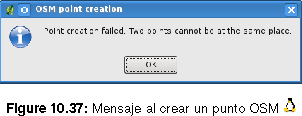 OSM point creation
Point creation failed. Two points cannot be at the same place.
OK
Figure 10.37: Mensaje al crear un punto OSM